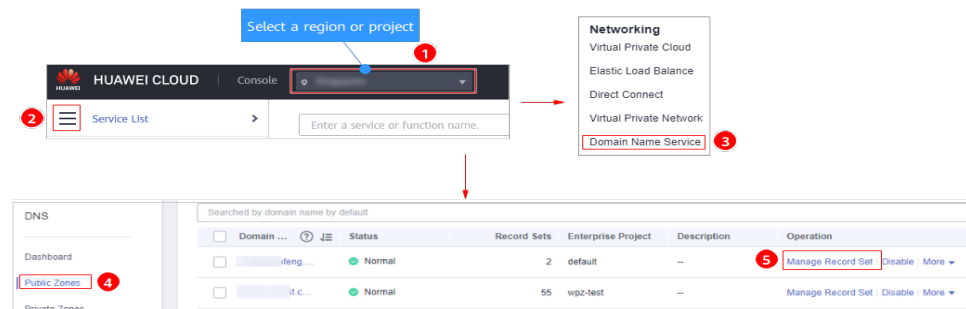 Select a region or project
1
HUAWEI
HUAWEI CLOUD
Console
2
Service List
Enter a service or function name.
Networking
Virtual Private Cloud
Elastic Load Balance
Direct Connect
Virtual Private Network
Domain Name Service
3
DNS
Dashboard
Public Zones
4
Private Zones
Searched by domain name by default
Domain ... ? Status Record Sets Enterprise Project Description Operation
feng.... Normal 2 default -- 5 Manage Record Set Disable More
t.c... Normal 55 wpz-test -- Manage Record Set Disable More